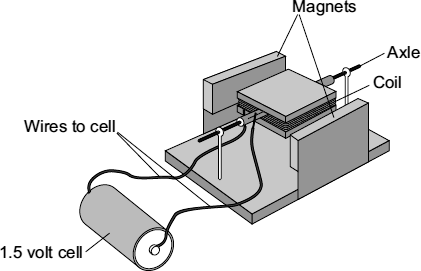 Magnets
Axle
Coil
Wires to cell
1.5 volt cell